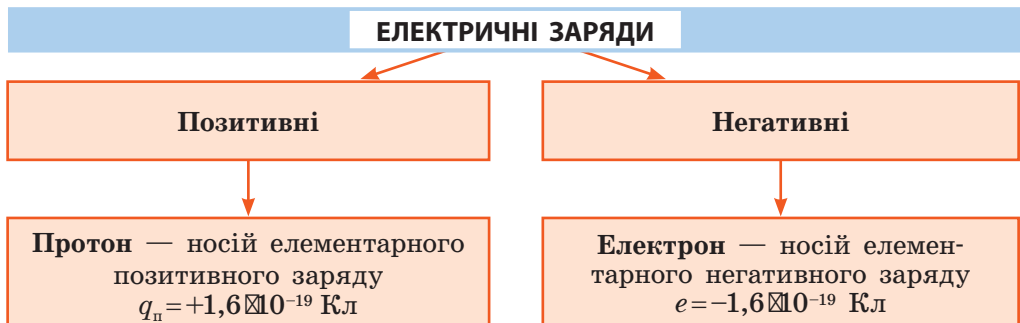 ЕЛЕКТРИЧНІ ЗАРЯДИ
Позитивні
Негативні
Протон — носій елементарного
позитивного заряду
qп=+1,6☒10⁻¹⁹ Кл
Електрон — носій елемен-
тарного негативного заряду
e=−1,6☒10⁻¹⁹ Кл